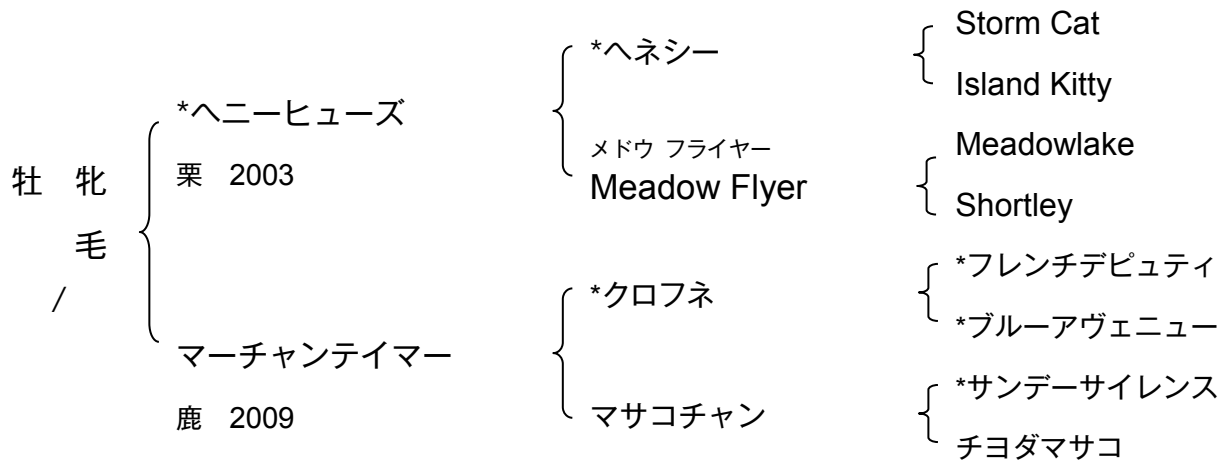 牡 牝
毛
/
*ヘニーヒューズ
栗 2003
マーチャンテイマー
鹿 2009
*ヘネシー
メドウ フライヤー
Meadow Flyer
*クロフネ
マサコチャン
Storm Cat
Island Kitty
Meadowlake
Shortley
*フレンチデピュティ
*ブルーアヴェニュー
*サンデーサイレンス
チヨダマサコ